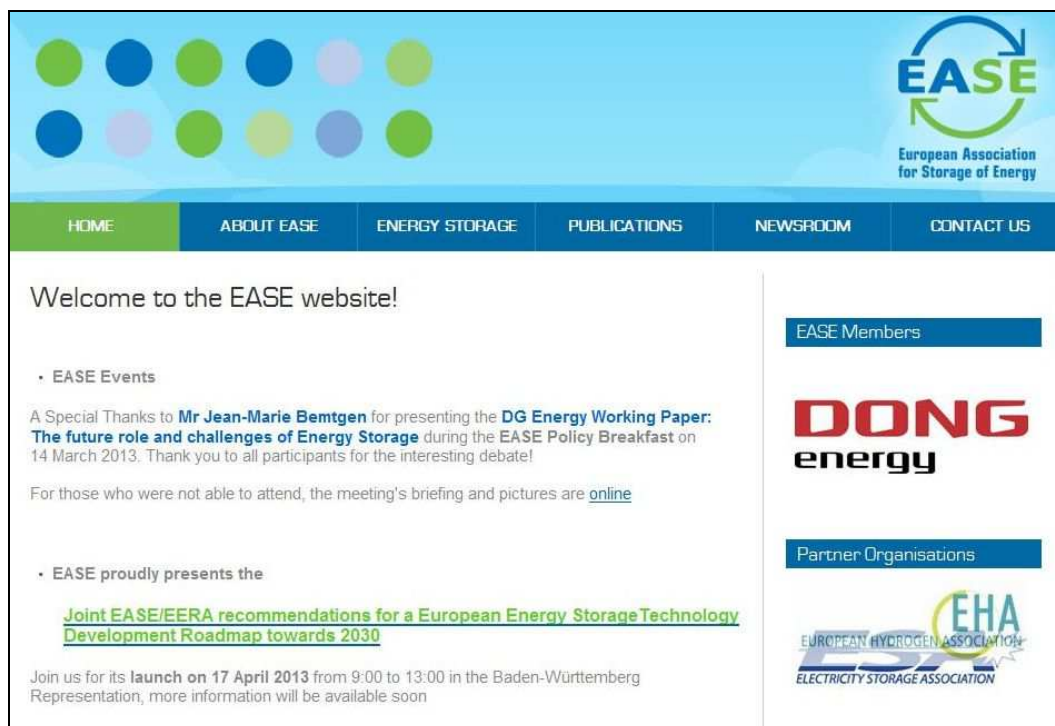 EASE
European Association
for Storage of Energy
HOME
ABOUT EASE
ENERGY STORAGE
PUBLICATIONS
NEWSROOM
CONTACT US
Welcome to the EASE website!
• EASE Events
A Special Thanks to Mr Jean-Marie Bemtgen for presenting the DG Energy Working Paper:
The future role and challenges of Energy Storage during the EASE Policy Breakfast on
14 March 2013. Thank you to all participants for the interesting debate!
For those who were not able to attend, the meeting's briefing and pictures are online
• EASE proudly presents the
Joint EASE/EERA recommendations for a European Energy StorageTechnology
Development Roadmap towards 2030
Join us for its launch on 17 April 2013 from 9:00 to 13:00 in the Baden-Württemberg
Representation, more information will be available soon
EASE Members
DONG
energy
Partner Organisations
EHA
EUROPEAN HYDROGEN ASSOCIATION
ESA
ELECTRICITY STORAGE ASSOCIATION